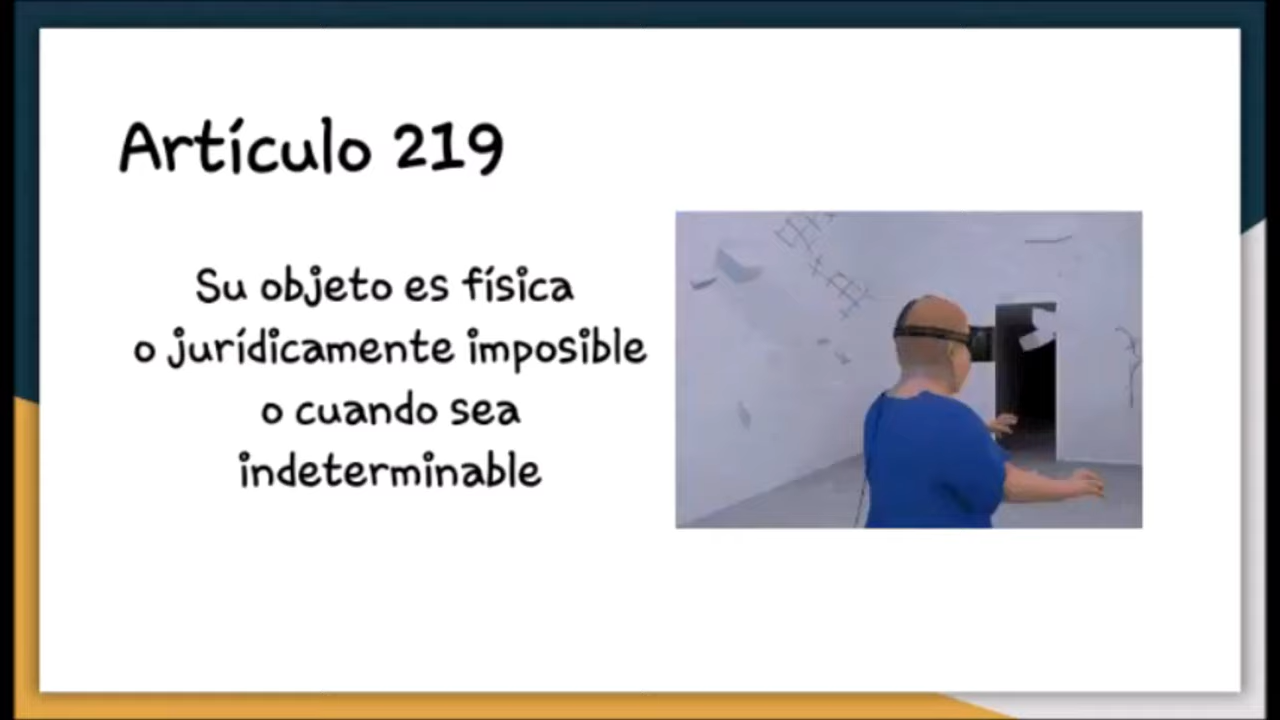 Artículo 219
Su objeto es física
o jurídicamente imposible
o cuando sea
indeterminable